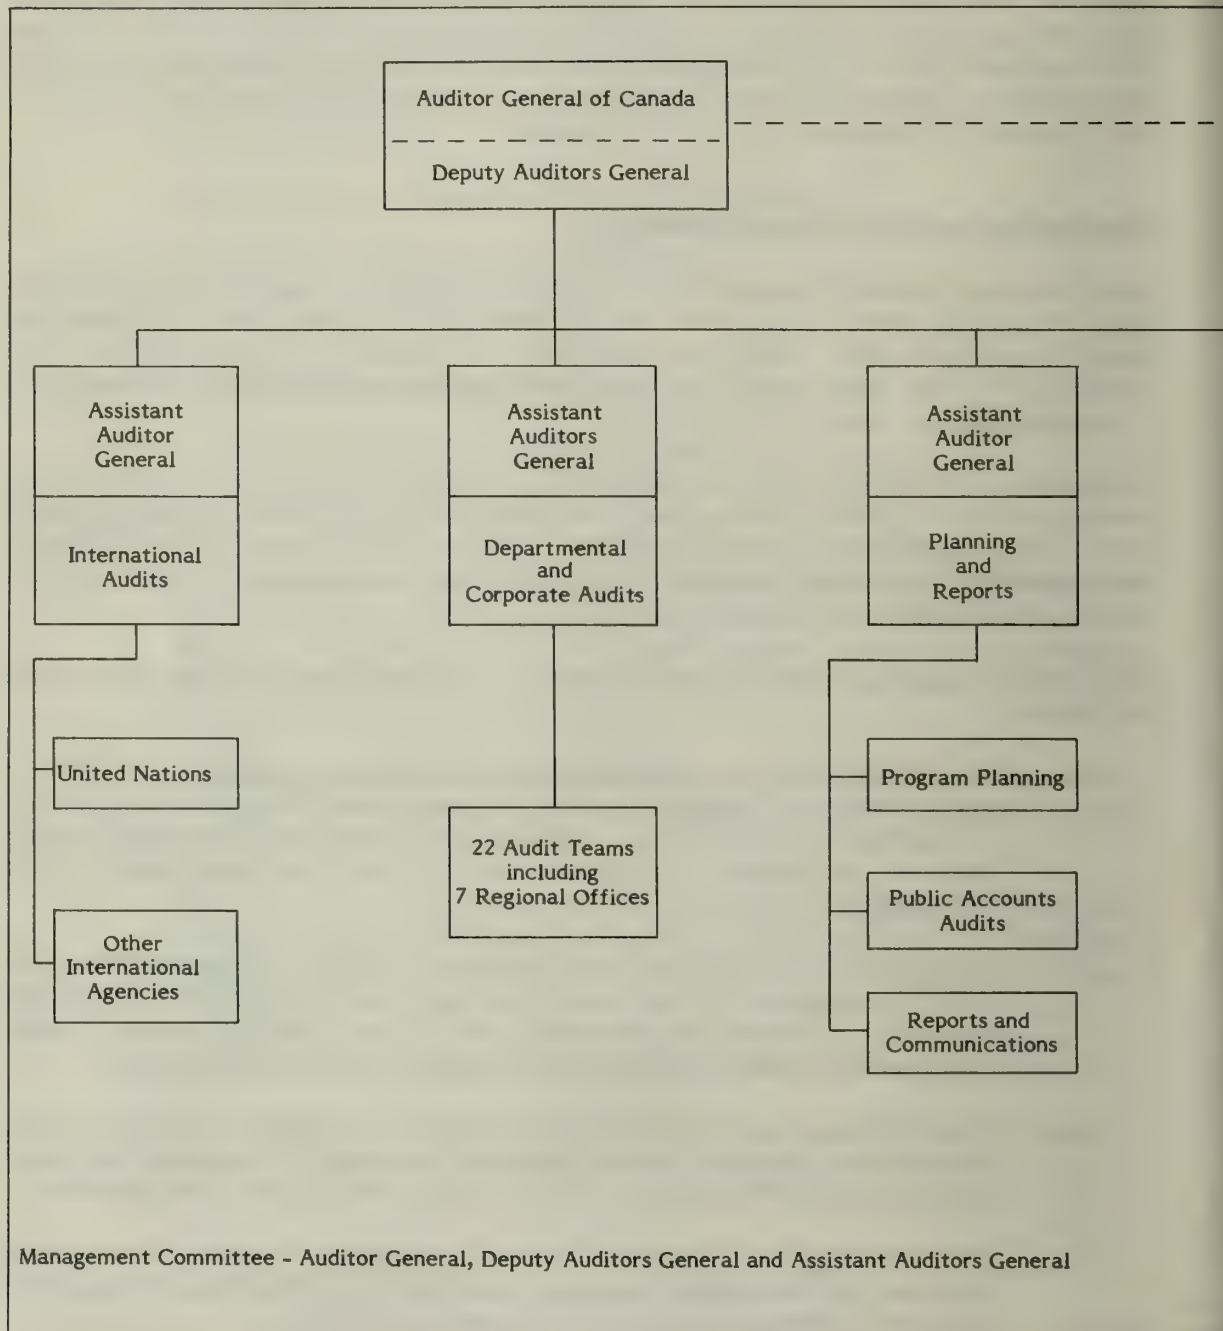 Auditor General of Canada
Deputy Auditors General
Assistant
Auditor
General
International
Audits
United Nations
Other
International
Agencies
Assistant
Auditors
General
Departmental
and
Corporate Audits
22 Audit Teams
including
7 Regional Offices
Assistant
Auditor
General
Planning
and
Reports
Program Planning
Public Accounts
Audits
Reports and
Communications
Management Committee - Auditor General, Deputy Auditors General and Assistant Auditors General